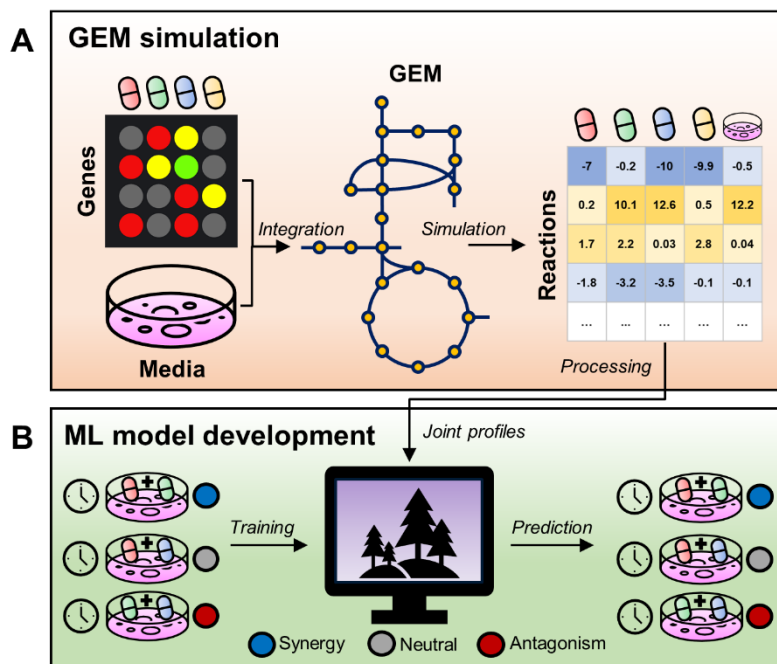 A
GEM simulation
GEM
Genes
Integration
Simulation
Media
Reactions
-7 -0.2 -10 -9.9 -0.5
0.2 10.1 12.6 0.5 12.2
1.7 2.2 0.03 2.8 0.04
-1.8 -3.2 -3.5 -0.1 -0.1
... ... ... ... ...
Processing
B
ML model development
Joint profiles
+
+
+
Training
Prediction
+
+
+
Synergy Neutral Antagonism